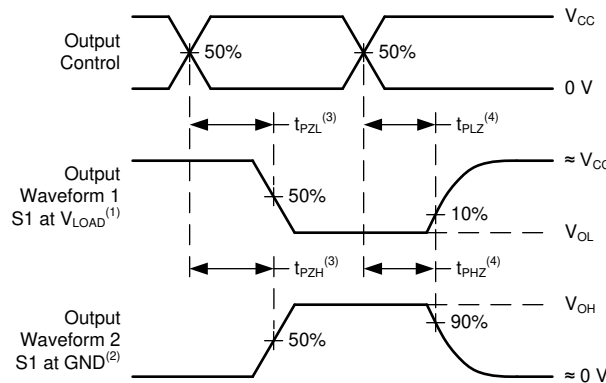 V_CC
Output
Control
50%
50%
0 V
t_PZL^(3)
t_PLZ^(4)
≈ V_CC
Output
Waveform 1
S1 at V_LOAD^(1)
50%
10%
V_OL
t_PZH^(3)
t_PHZ^(4)
V_OH
Output
Waveform 2
S1 at GND^(2)
50%
90%
≈ 0 V